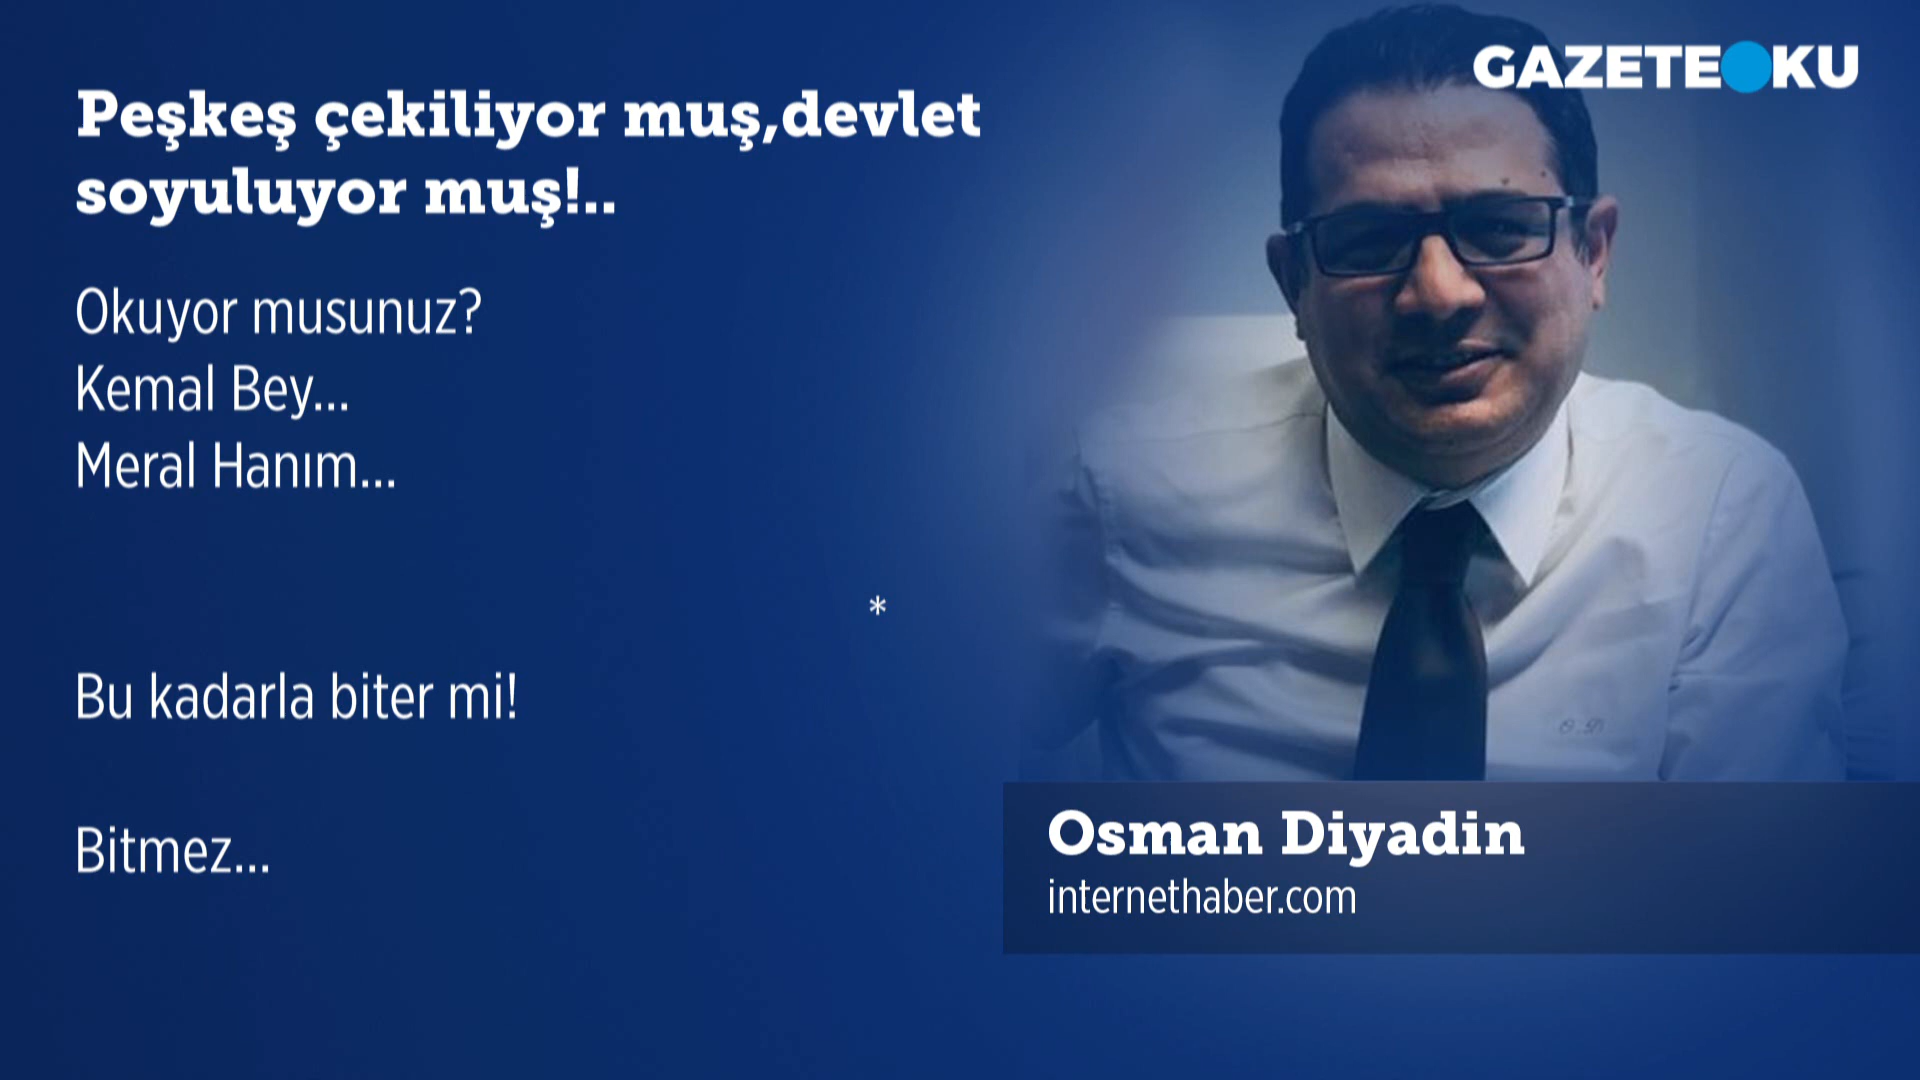 GAZETE OKU
Peşkeş çekiliyor muş,devlet
soyuluyor muş!..
Okuyor musunuz?
Kemal Bey...
Meral Hanım...
*
Bu kadarla biter mi!
Bitmez...
O.D
Osman Diyadin
internethaber.com